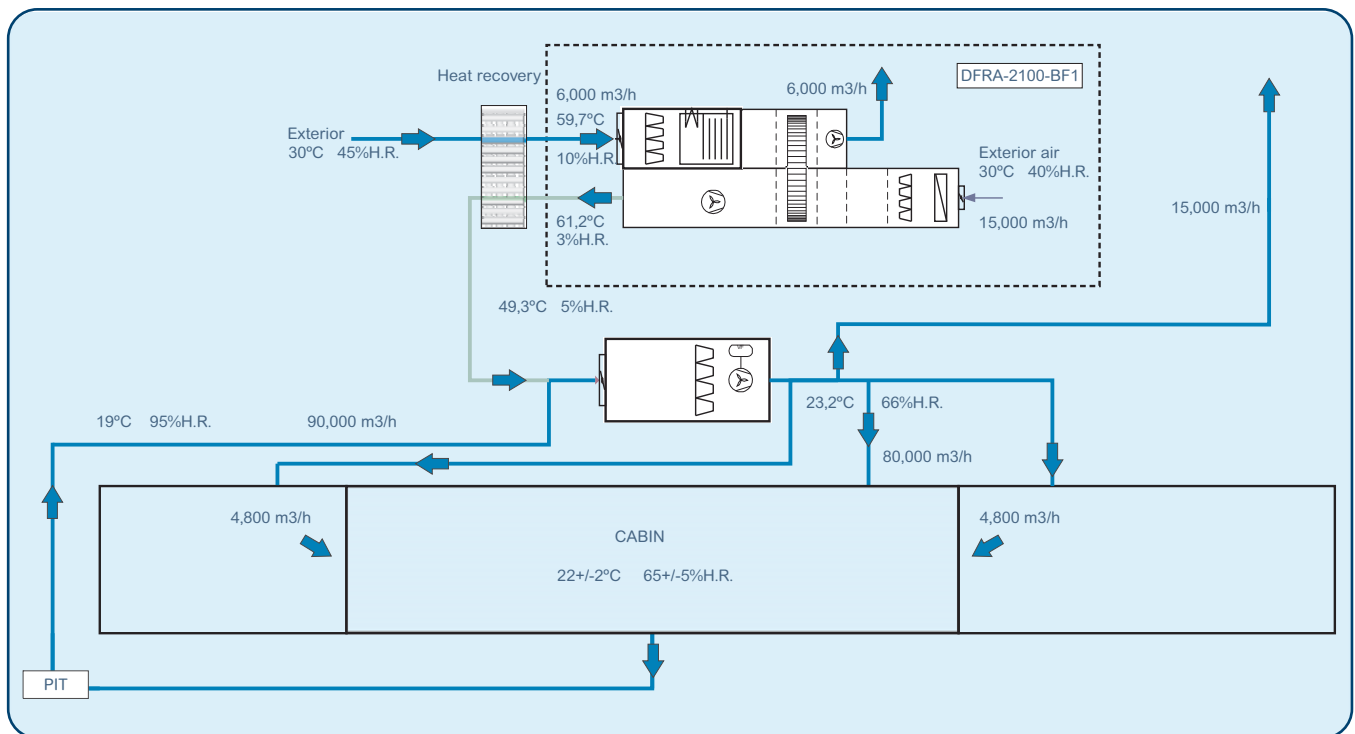 DFRA-2100-BF1
Heat recovery
6,000 m3/h
6,000 m3/h
59,7ºC
Exterior
30ºC 45%H.R.
10%H.R.
Exterior air
30ºC 40%H.R.
15,000 m3/h
15,000 m3/h
61,2ºC
3%H.R.
49,3ºC 5%H.R.
19ºC 95%H.R. 90,000 m3/h
23,2ºC 66%H.R.
80,000 m3/h
4,800 m3/h
4,800 m3/h
CABIN
22+/-2ºC 65+/-5%H.R.
PIT